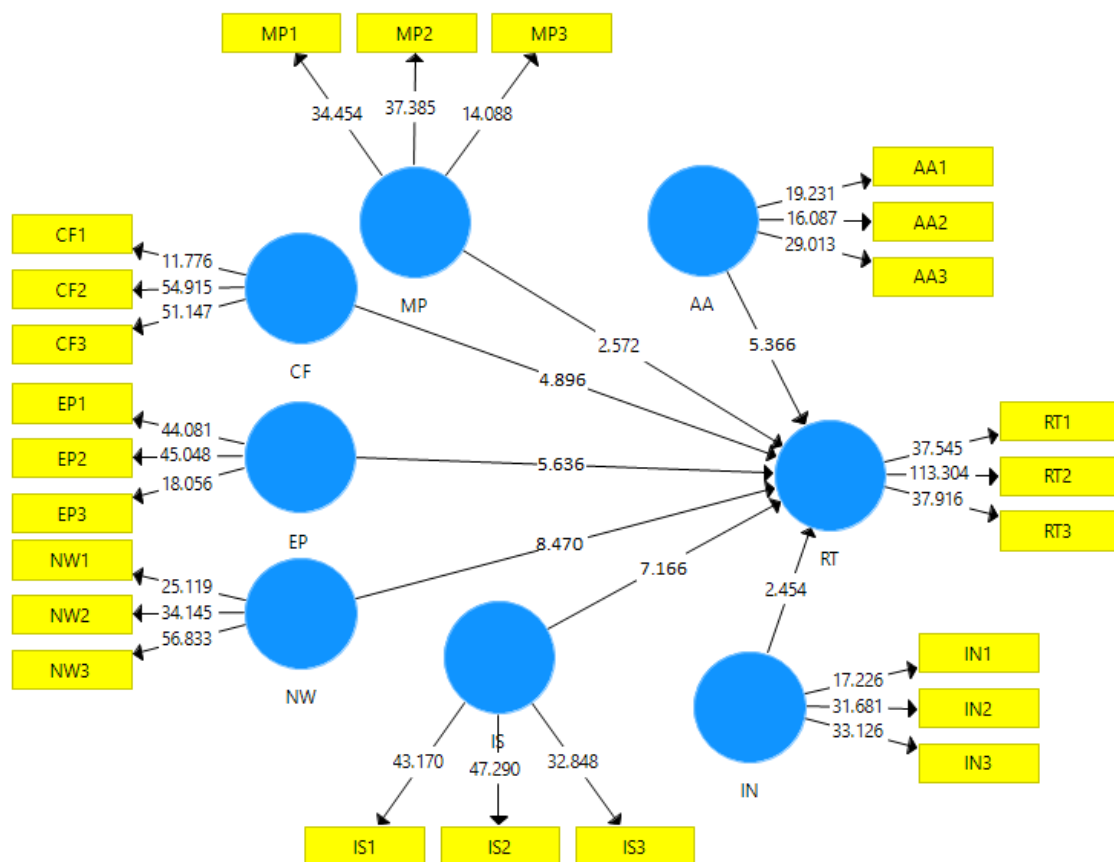 MP1
MP2
MP3
34.454
37.385
14.088
MP
AA1
AA2
AA3
19.231
16.087
29.013
AA
CF1
CF2
CF3
11.776
54.915
51.147
CF
2.572
4.896
5.366
EP1
EP2
EP3
44.081
45.048
18.056
EP
5.636
RT1
RT2
RT3
37.545
113.304
37.916
RT
NW1
NW2
NW3
25.119
34.145
56.833
NW
8.470
7.166
2.454
IS
43.170
47.290
32.848
IS1
IS2
IS3
IN1
IN2
IN3
17.226
31.681
33.126
IN